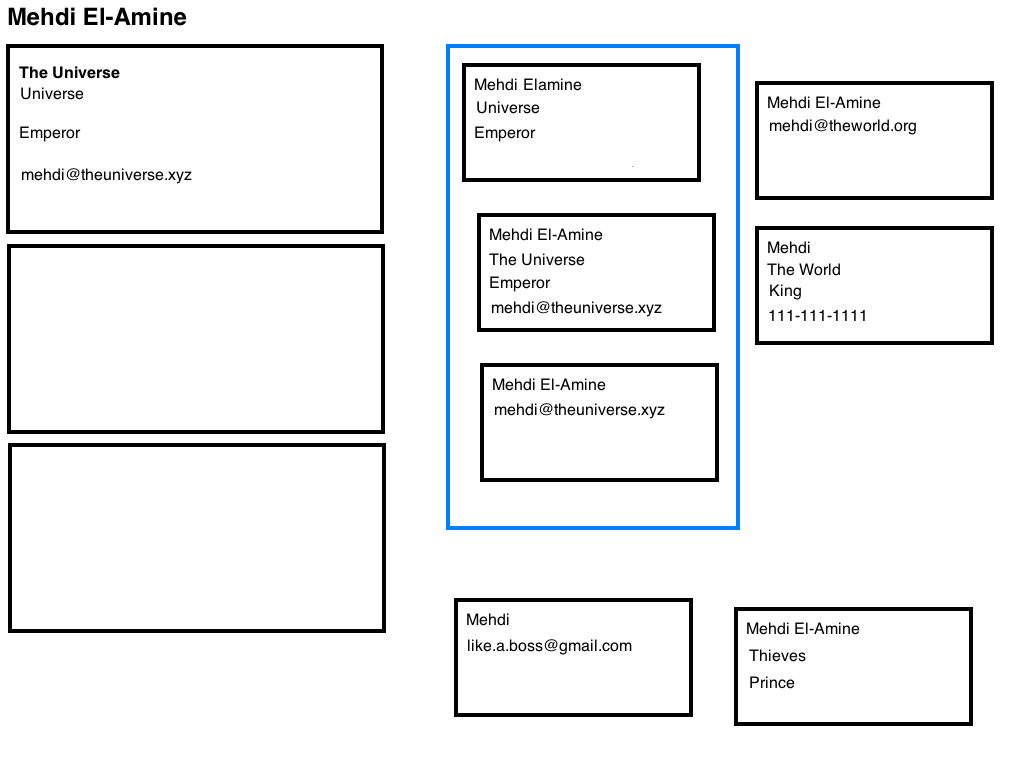 Mehdi El-Amine
The Universe
Universe
Emperor
mehdi@theuniverse.xyz
Mehdi Elamine
Universe
Emperor
Mehdi El-Amine
The Universe
Emperor
mehdi@theuniverse.xyz
Mehdi El-Amine
mehdi@theuniverse.xyz
Mehdi El-Amine
mehdi@theworld.org
Mehdi
The World
King
111-111-1111
Mehdi
like.a.boss@gmail.com
Mehdi El-Amine
Thieves
Prince